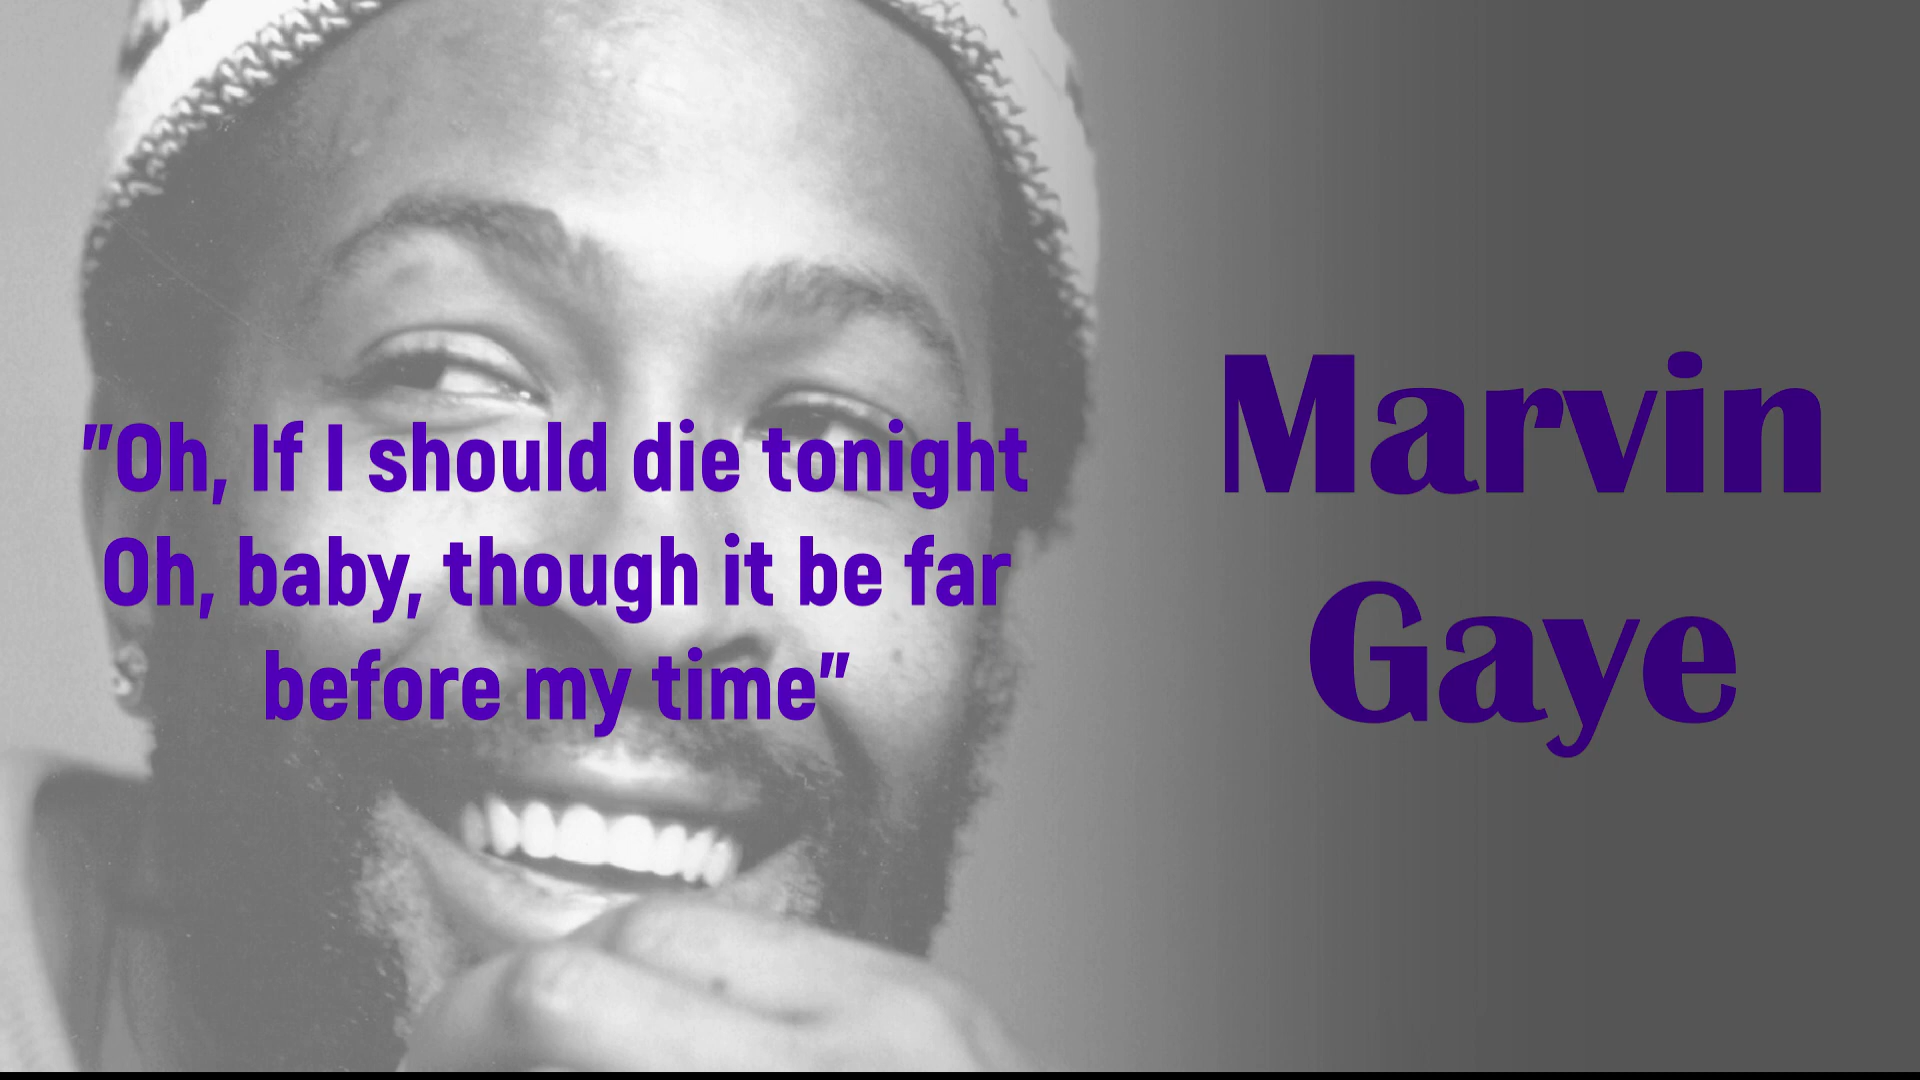 "Oh, If I should die tonight
Oh, baby, though it be far
before my time"
Marvin
Gaye